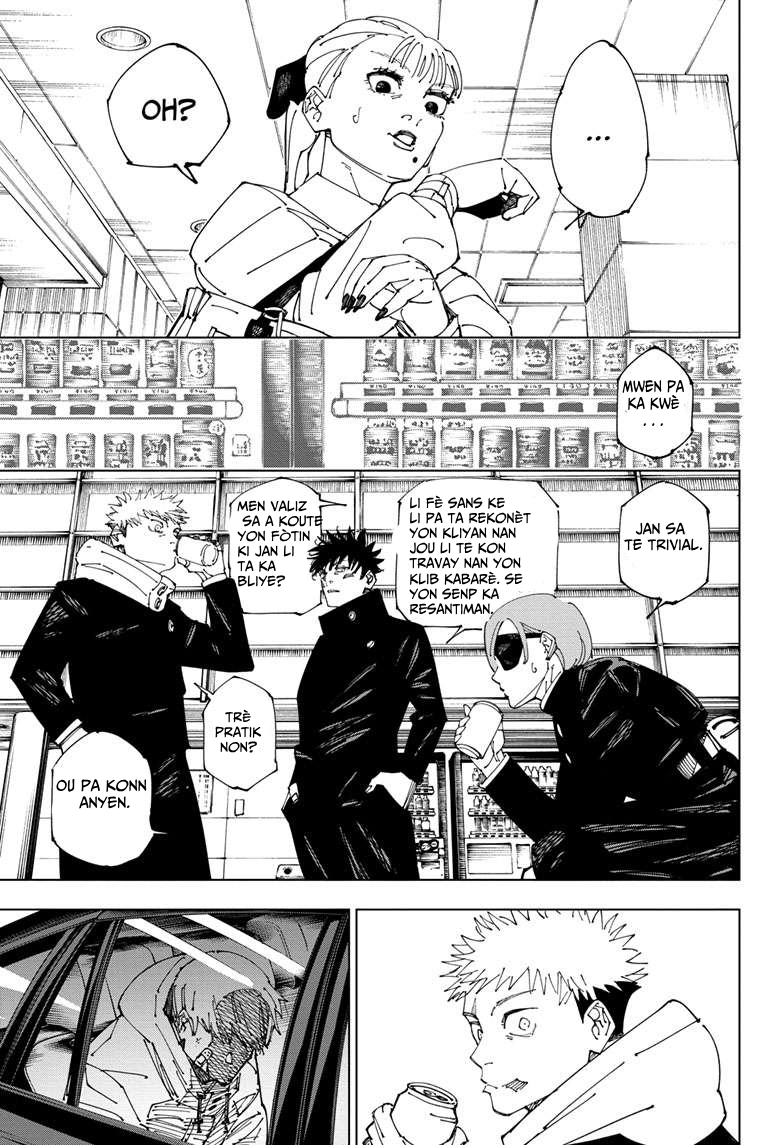 ...
OH?
MWEN PA
KA KWÈ
...
JAN SA
TE TRIVIAL.
LI FÈ SANS KE
LI PA TA REKONÈT
YON KLIYAN NAN
JOU LI TE KON
TRAVAY NAN YON
KLIB KABARÈ. SE
YON SENP KA
RESANTIMAN.
MEN VALIZ
SA A KOUTE
YON FÒTIN
KI JAN LI
TA KA
BLIYE?
TRÈ
PRATIK
NON?
OU PA KONN
ANYEN.